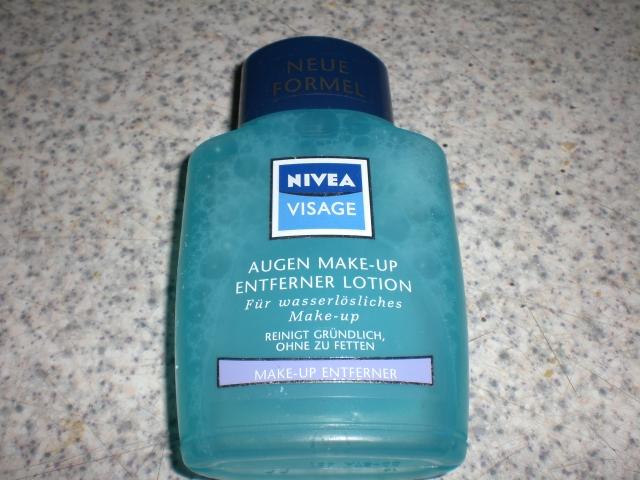 NEUE
FORMEL
NIVEA
VISAGE
AUGEN MAKE-UP
ENTFERNER LOTION
Für wasserlösliches
Make-up
REINIGT GRÜNDLICH,
OHNE ZU FETTEN
MAKE-UP ENTFERNER